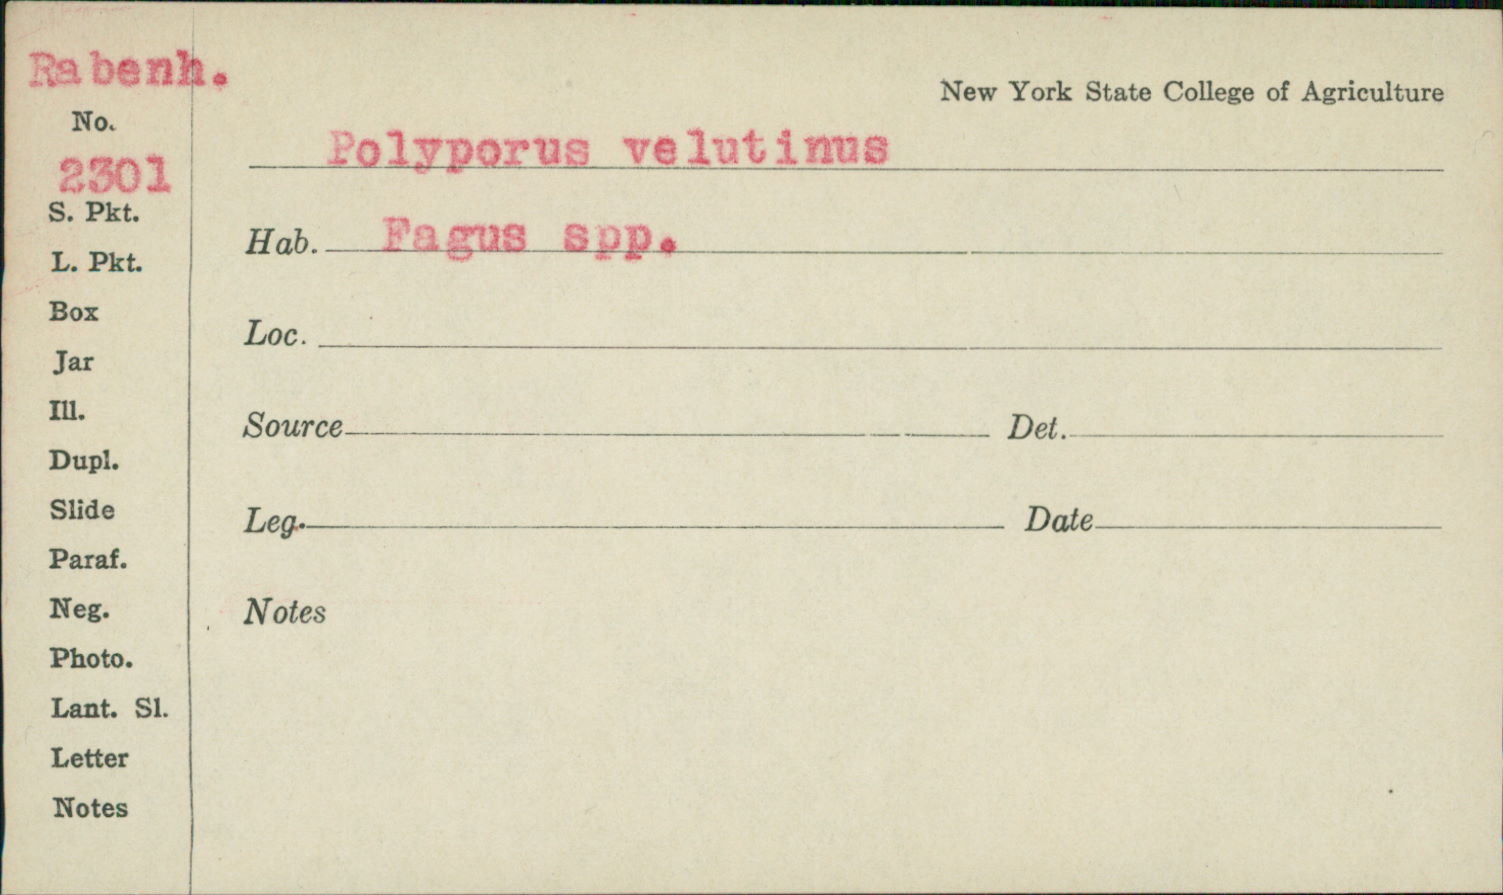 Rabenh.
New York State College of Agriculture
No.
2301
Polyporus velutinus
S. Pkt.
Hab. Fagus spp.
L. Pkt.
Box
Loc.
Jar
Ill.
Source Det.
Dupl.
Slide
Leg. Date
Paraf.
Neg.
Notes
Photo.
Lant. Sl.
Letter
Notes